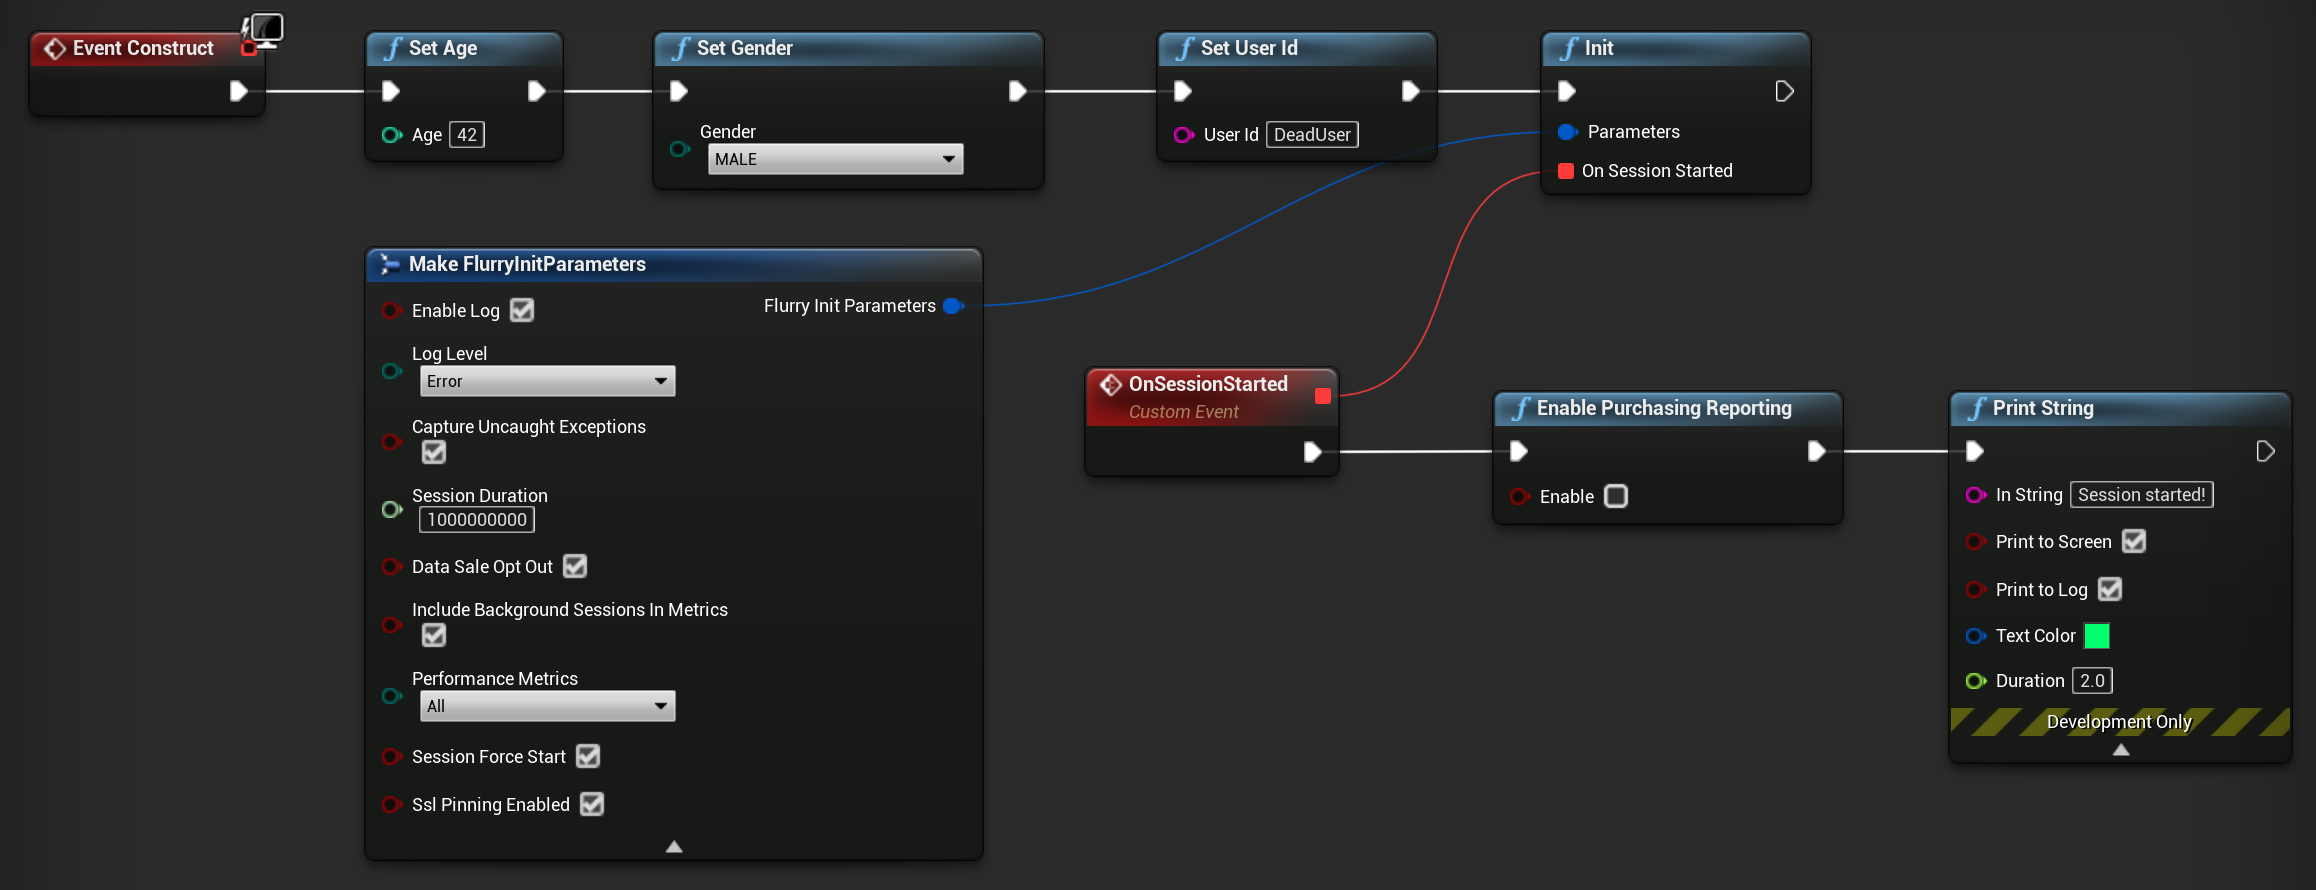 Event Construct
Set Age
Age 42
Set Gender
Gender
MALE
Set User Id
User Id DeadUser
Init
Parameters
On Session Started
Make FlurryInitParameters
Enable Log
Flurry Init Parameters
Log Level
Error
Capture Uncaught Exceptions
Session Duration
1000000000
Data Sale Opt Out
Include Background Sessions In Metrics
Performance Metrics
All
Session Force Start
Ssl Pinning Enabled
OnSessionStarted
Custom Event
Enable Purchasing Reporting
Enable
Print String
In String Session started!
Print to Screen
Print to Log
Text Color
Duration 2.0
Development Only